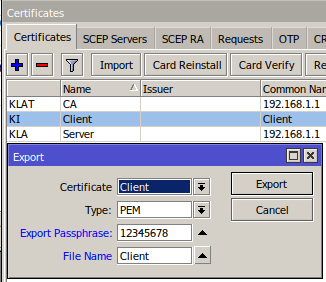 Certificates
Certificates SCEP Servers SCEP RA Requests OTP
Import Card Reinstall Card Verify
Name Issuer Common
KLAT CA 192.168.1.1
KI Client Client
KLA Server 192.168.1.1
Export
Certificate Client Export
Type: PEM Cancel
Export Passphrase: 12345678
File Name Client